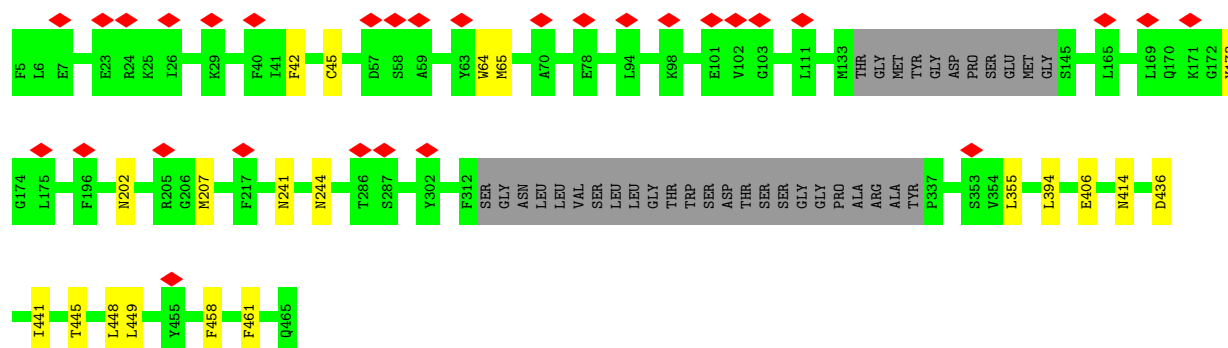 F5 L6 E7 E23 R24 K25 I26 K29 F40 I41 F42 C45 D57 S58 A59 Y63 W64 M65 A70 E78 L94 K98 E101 V102 G103 L111 M133 THR GLY MET TYR GLY ASP PRO SER GLU MET GLY S145 L165 L169 Q170 K171 G172
G174 L175 F196 N202 R205 G206 M207 F217 N241 N244 T286 S287 Y302 F312 SER GLY ASN LEU LEU VAL SER LEU LEU GLY THR TRP SER ASP THR SER SER GLY GLY PRO ALA ARG ALA TYR P337 S353 V354 L355 L394 E406 N414 D436
I441 T445 L448 L449 Y455 F458 F461 Q465